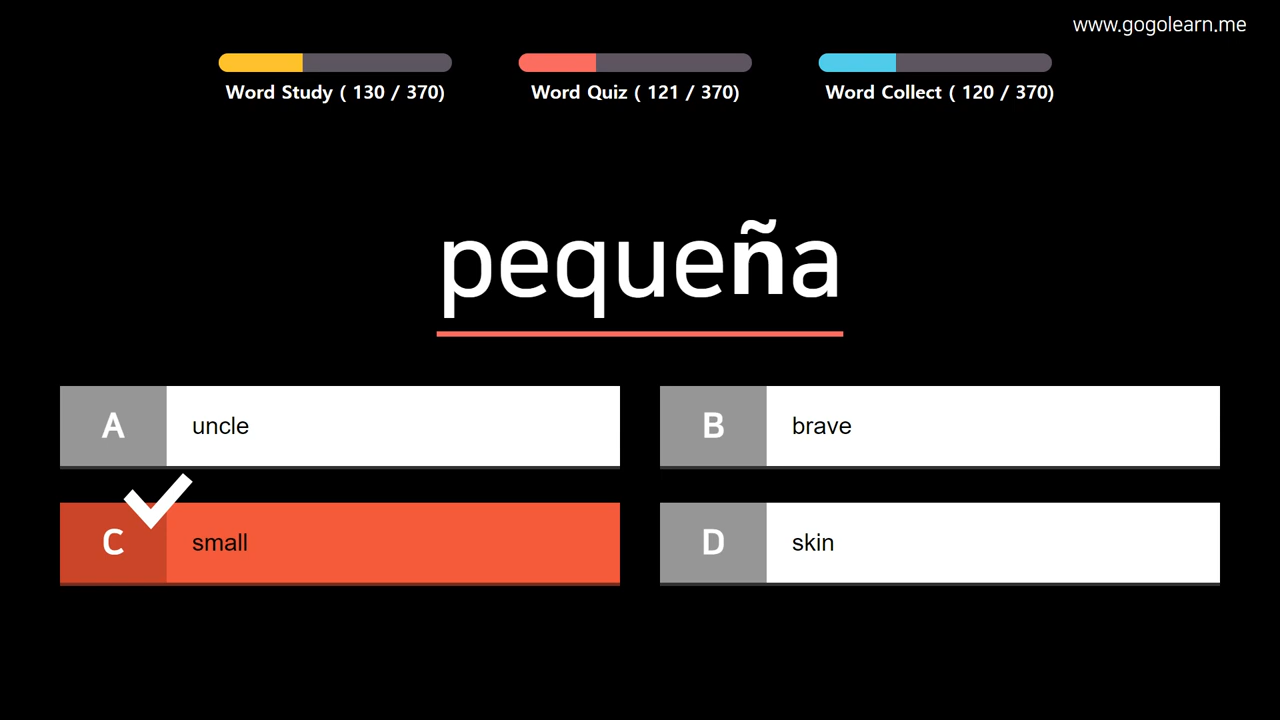 www.gogolearn.me
Word Study ( 130 / 370)
Word Quiz ( 121 / 370)
Word Collect ( 120 / 370)
pequeña
A uncle
B brave
C small
D skin